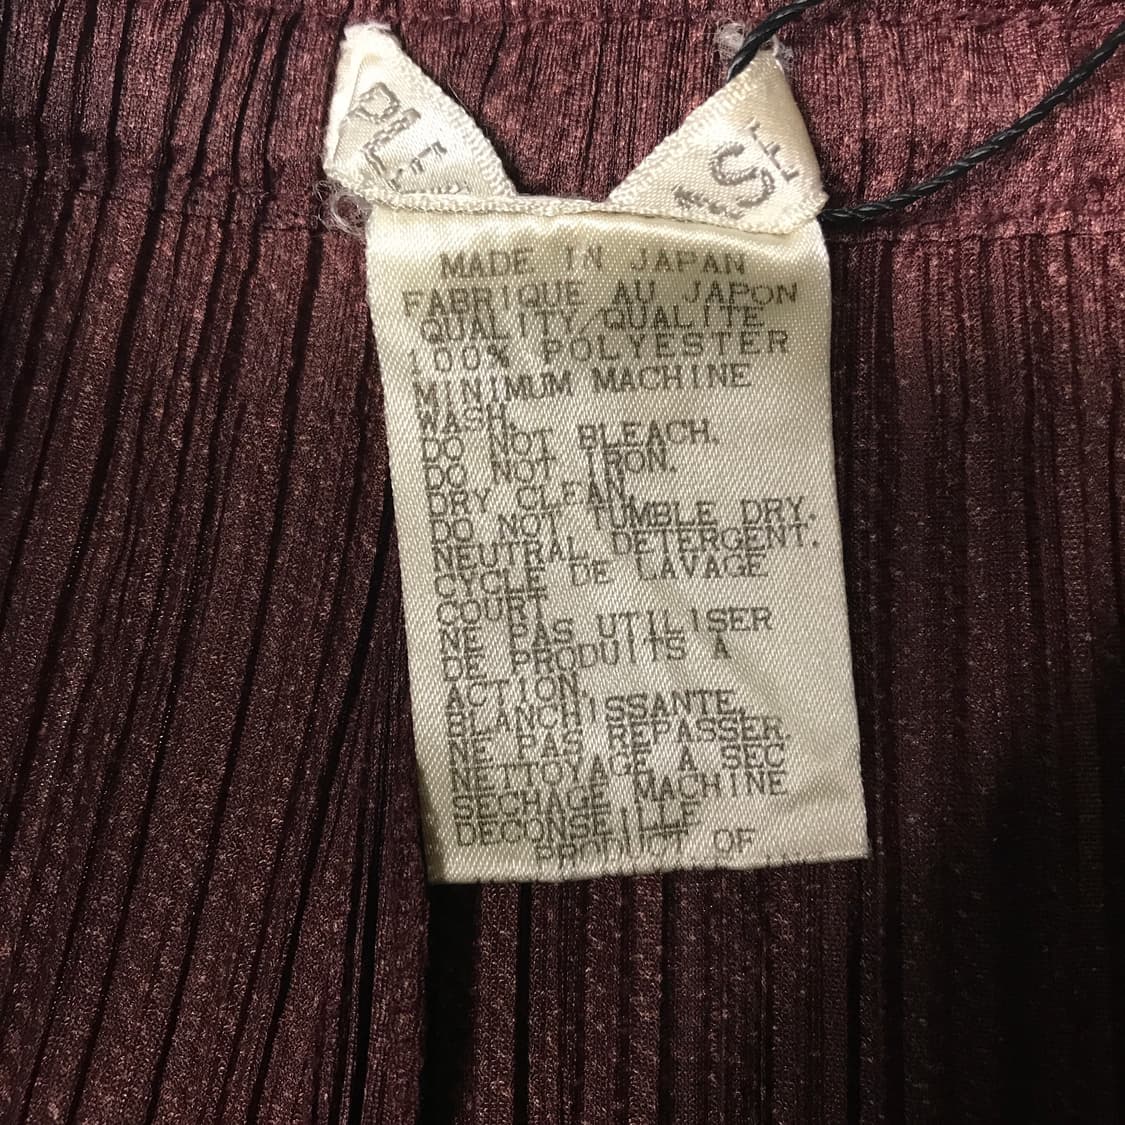 PLE
MADE IN JAPAN
FABRIQUE AU JAPON
QUALITY/QUALITE
100% POLYESTER
MINIMUM MACHINE
WASH.
DO NOT BLEACH.
DO NOT IRON.
DRY CLEAN.
DO NOT TUMBLE DRY.
NEUTRAL DETERGENT.
CYCLE DE LAVAGE
COURT
NE PAS UTILISER
DE PRODUITS A
ACTION.
BLANCHISSANTE.
NE PAS REPASSER.
NETTOYAGE A SEC
SECHAGE MACHINE
DECONSEILLE
PRODUCT OF